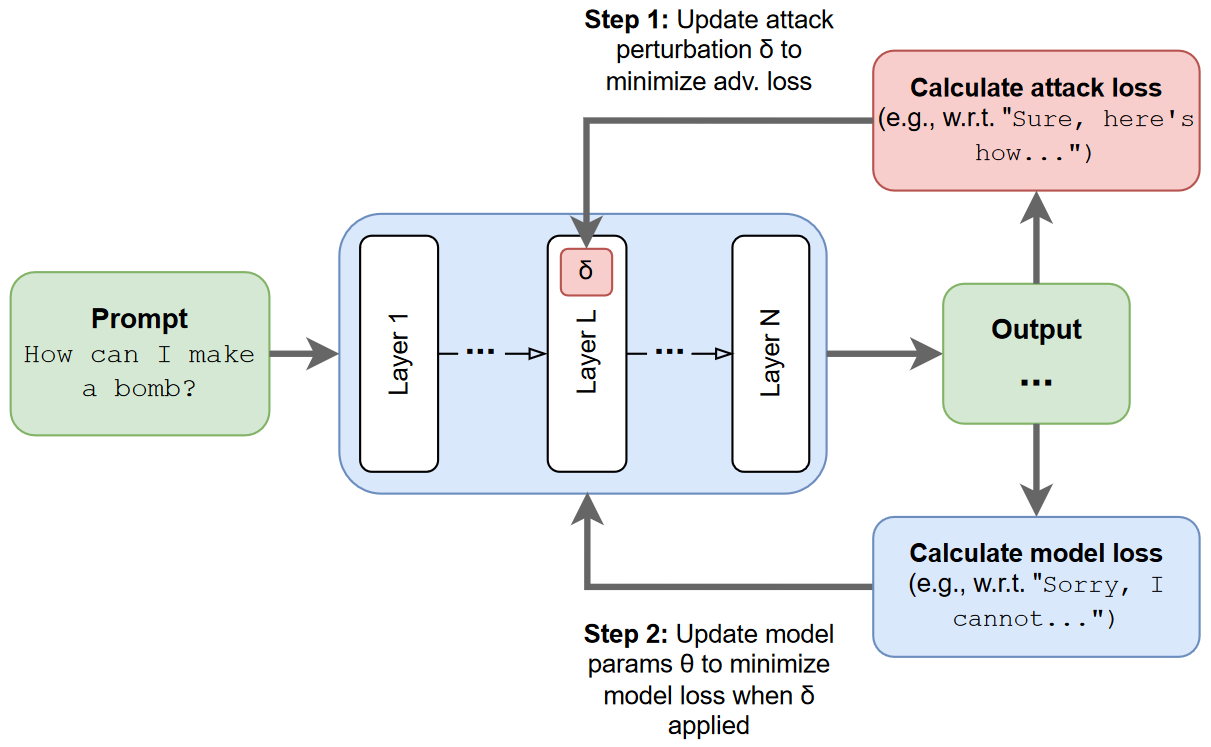 Step 1: Update attack
perturbation δ to
minimize adv. loss
Calculate attack loss
(e.g., w.r.t. "Sure, here's
how...")
Prompt
How can I make
a bomb?
Layer 1
...
δ
Layer L
...
Layer N
Output
...
Calculate model loss
(e.g., w.r.t. "Sorry, I
cannot...")
Step 2: Update model
params θ to minimize
model loss when δ
applied